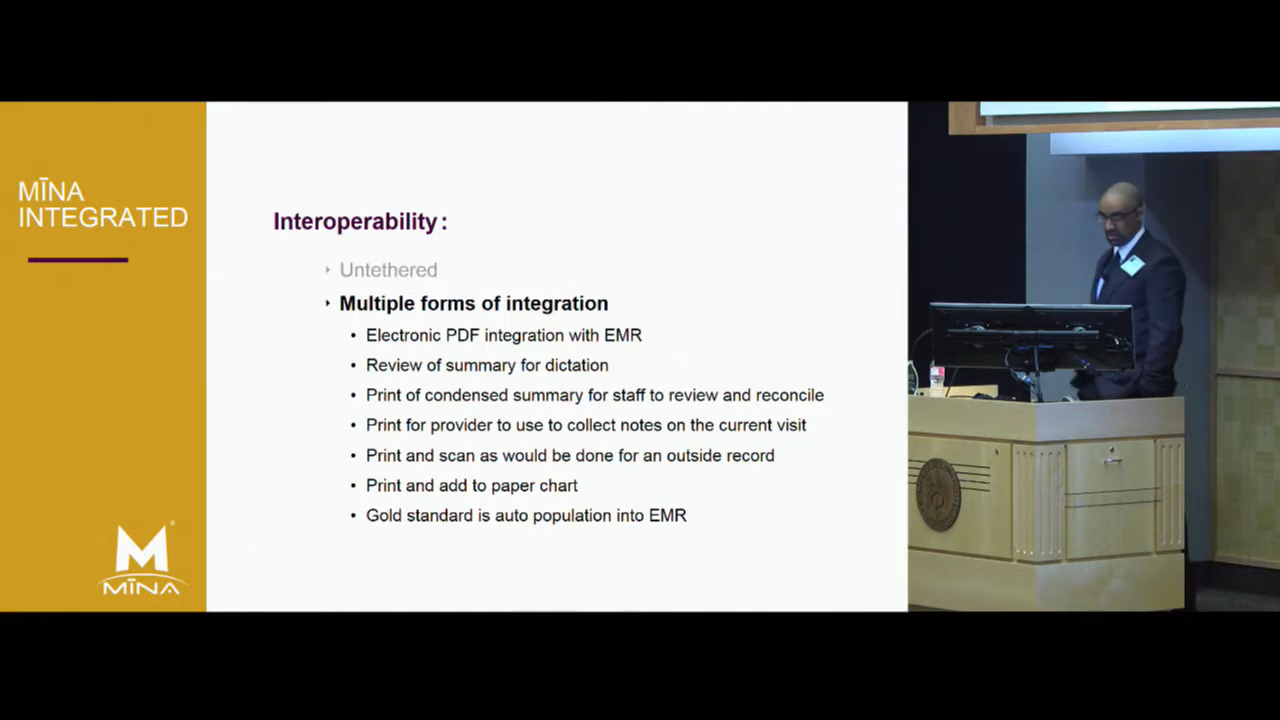 MĪNA
INTEGRATED
Interoperability :
Untethered
Multiple forms of integration
• Electronic PDF integration with EMR
• Review of summary for dictation
• Print of condensed summary for staff to review and reconcile
• Print for provider to use to collect notes on the current visit
• Print and scan as would be done for an outside record
• Print and add to paper chart
• Gold standard is auto population into EMR
M®
MĪNA